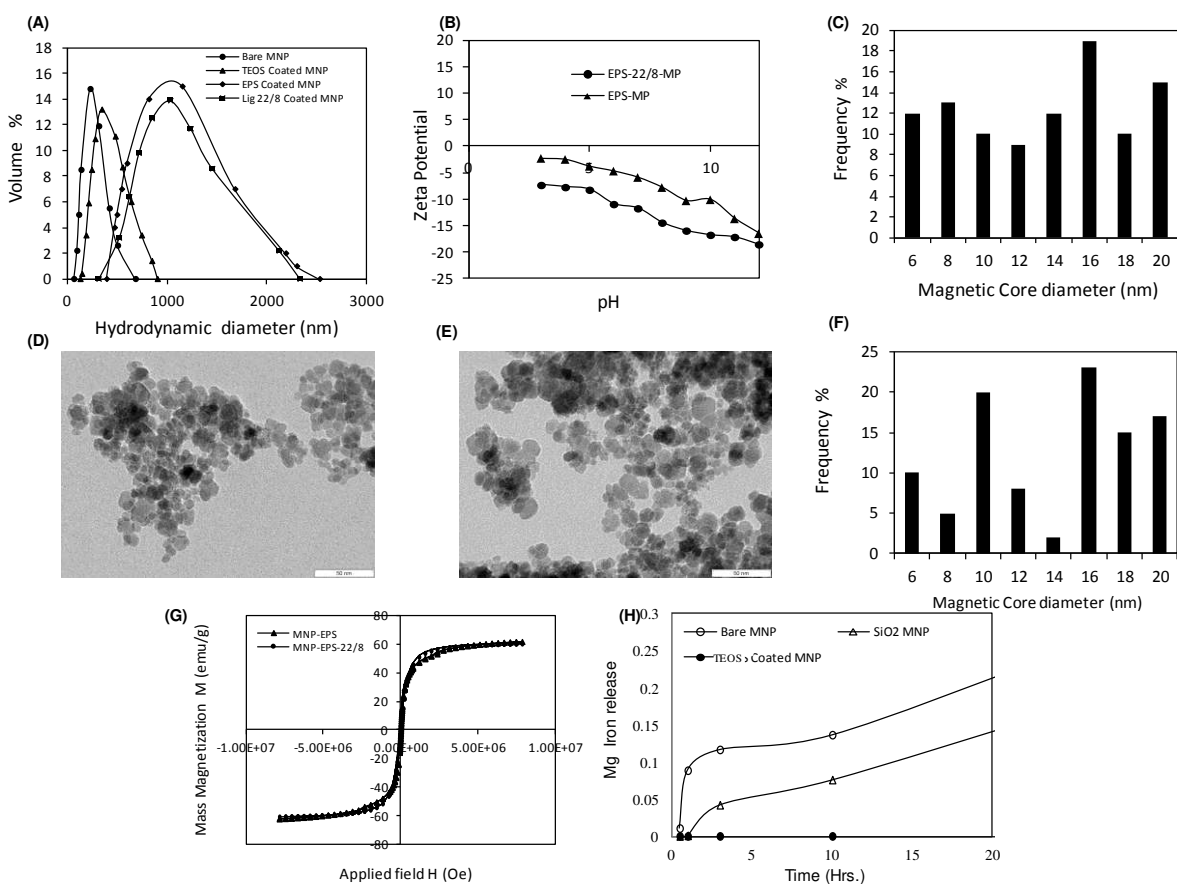 (A)
18
16
14
12
10
8
6
4
2
0
Volume %
0 1000 2000 3000
Hydrodynamic diameter (nm)
Bare MNP
TEOS Coated MNP
EPS Coated MNP
Lig 22/8 Coated MNP
(B)
20
15
10
5
0
-5
-10
-15
-20
-25
Zeta Potential
0 5 10
pH
EPS-22/8-MP
EPS-MP
(C)
20
18
16
14
12
10
8
6
4
2
0
Frequency %
6 8 10 12 14 16 18 20
Magnetic Core diameter (nm)
(D)
50 nm
(E)
50 nm
(F)
25
20
15
10
5
0
Frequency %
6 8 10 12 14 16 18 20
Magnetic Core diameter (nm)
(G)
80
60
40
20
0
-20
-40
-60
-80
Mass Magnetization M (emu/g)
-1.00E+07 -5.00E+06 0.00E+00 5.00E+06 1.00E+07
Applied field H (Oe)
MNP-EPS
MNP-EPS-22/8
(H)
0.3
0.25
0.2
0.15
0.1
0.05
0
Mg Iron release
0 10 20
Time (Hrs.)
Bare MNP
SiO2 MNP
TEOS Coated MNP